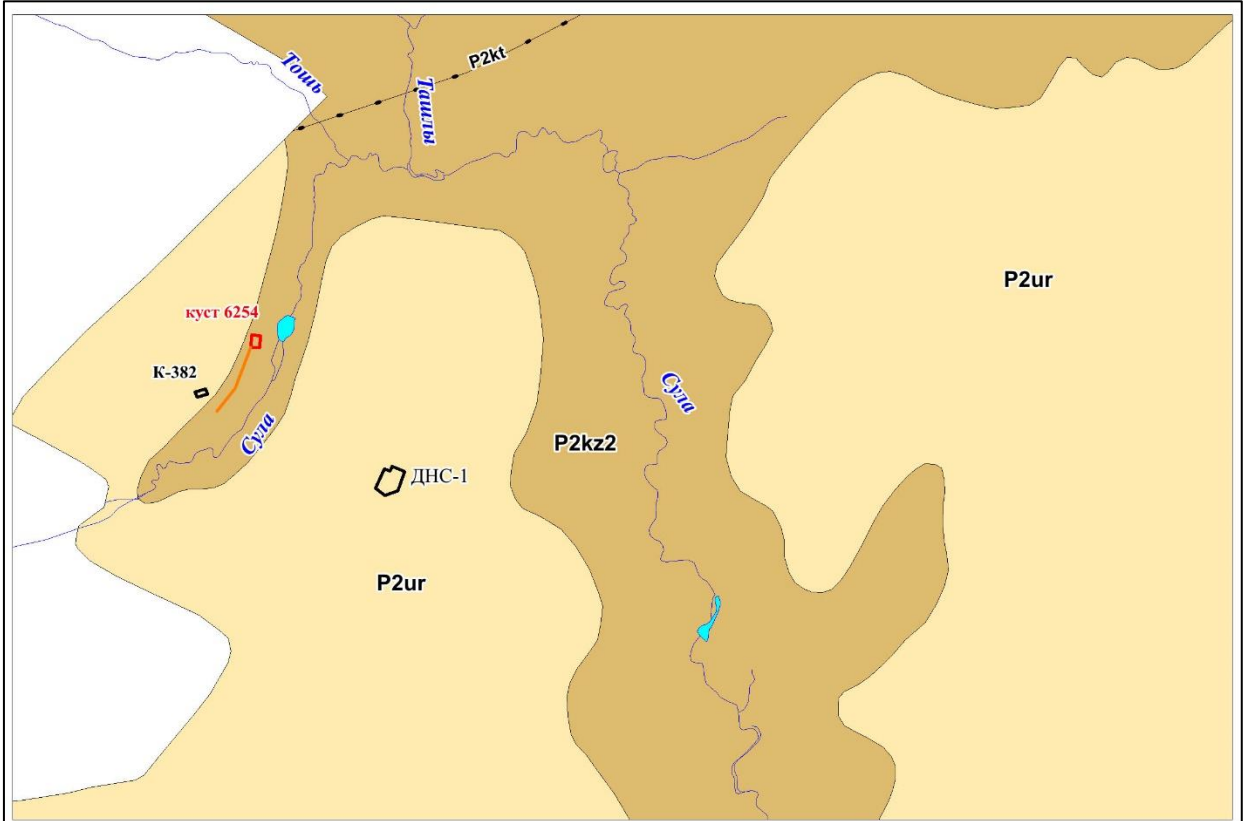 P2kt
Тошь
Ташлы
P2ur
куст 6254
К-382
Сула
Сула
P2kz2
ДНС-1
P2ur